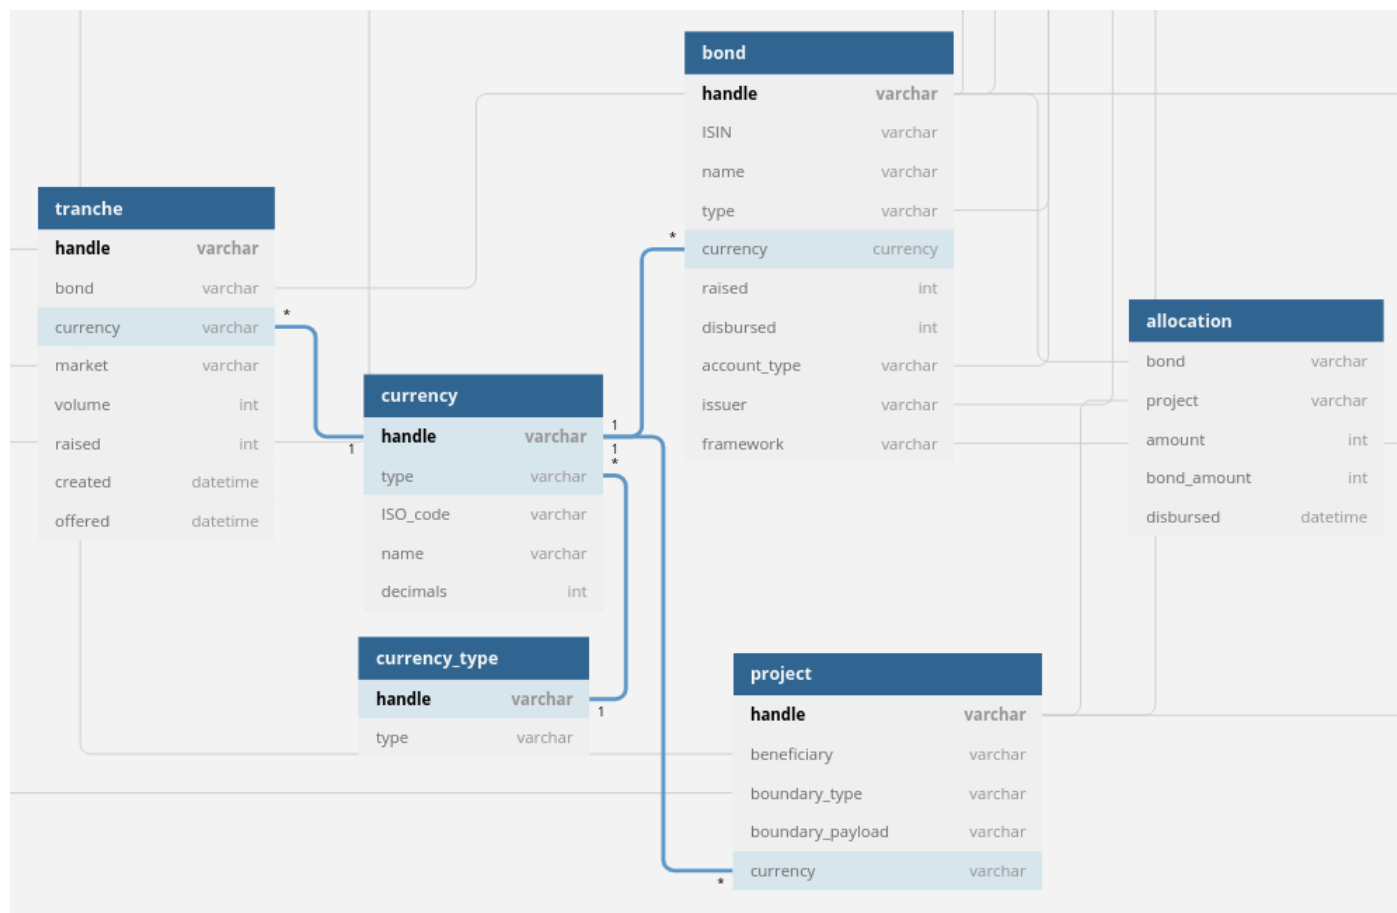 bond
handle varchar
ISIN varchar
name varchar
type varchar
* currency currency
raised int
disbursed int
account_type varchar
issuer varchar
framework varchar
tranche
handle varchar
bond varchar
currency varchar *
market varchar
volume int
raised int
created datetime
offered datetime
currency
1 handle varchar 1
1
type varchar *
ISO_code varchar
name varchar
decimals int
currency_type
handle varchar 1
type varchar
allocation
bond varchar
project varchar
amount int
bond_amount int
disbursed datetime
project
handle varchar
beneficiary varchar
boundary_type varchar
boundary_payload varchar
* currency varchar